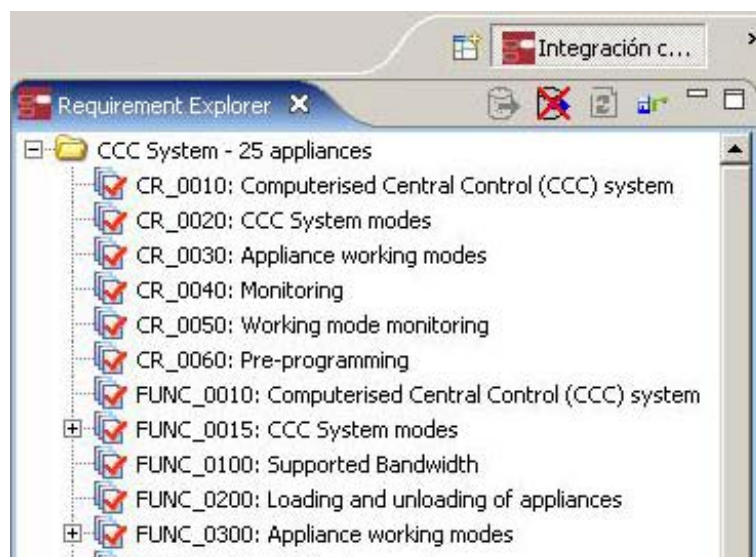 Integración c...
Requirement Explorer
CCC System - 25 appliances
CR_0010: Computerised Central Control (CCC) system
CR_0020: CCC System modes
CR_0030: Appliance working modes
CR_0040: Monitoring
CR_0050: Working mode monitoring
CR_0060: Pre-programming
FUNC_0010: Computerised Central Control (CCC) system
FUNC_0015: CCC System modes
FUNC_0100: Supported Bandwidth
FUNC_0200: Loading and unloading of appliances
FUNC_0300: Appliance working modes